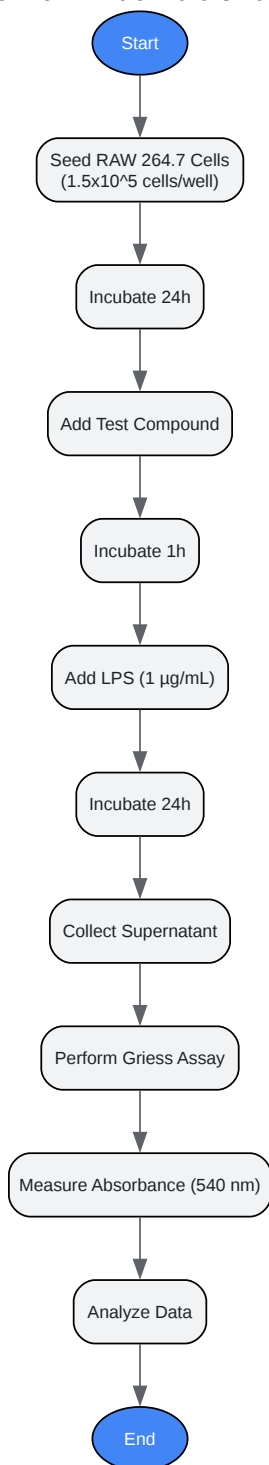 Start
Seed RAW 264.7 Cells
(1.5x10^5 cells/well)
Incubate 24h
Add Test Compound
Incubate 1h
Add LPS (1 µg/mL)
Incubate 24h
Collect Supernatant
Perform Griess Assay
Measure Absorbance (540 nm)
Analyze Data
End